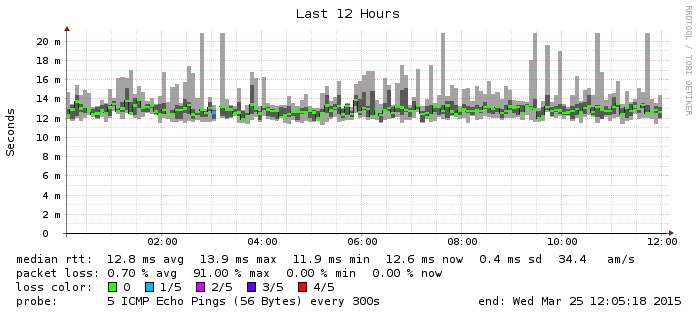 Last 12 Hours
RRDTOOL / TOBI OETIKER
Seconds
20 m
18 m
16 m
14 m
12 m
10 m
8 m
6 m
4 m
2 m
0
02:00 04:00 06:00 08:00 10:00 12:00
median rtt: 12.8 ms avg 13.9 ms max 11.9 ms min 12.6 ms now 0.4 ms sd 34.4 am/s
packet loss: 0.70 % avg 91.00 % max 0.00 % min 0.00 % now
loss color: 0 1/5 2/5 3/5 4/5
probe: 5 ICMP Echo Pings (56 Bytes) every 300s end: Wed Mar 25 12:05:18 2015